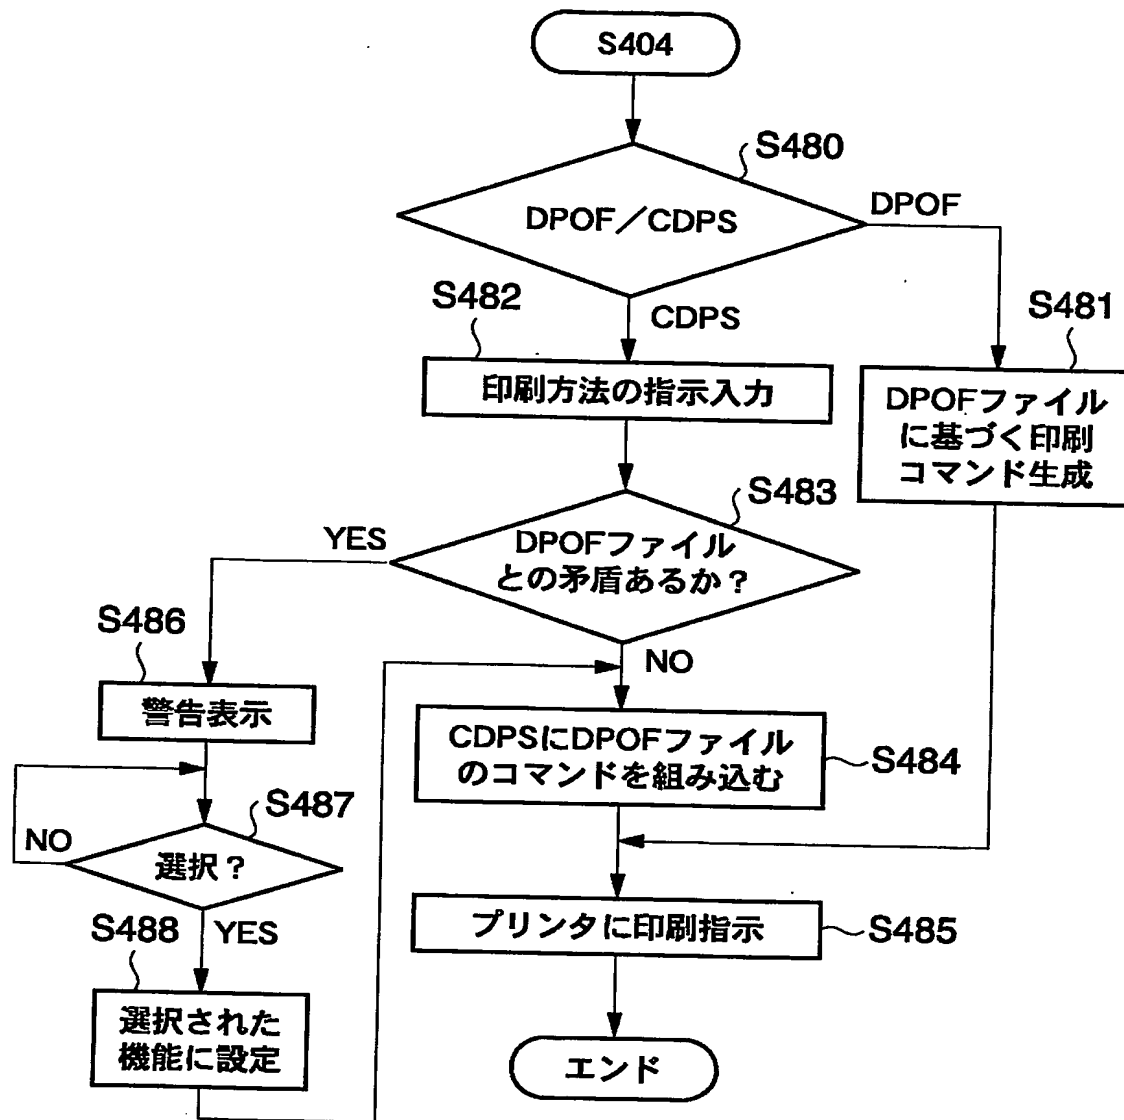 S404
S480
DPOF/CDPS
DPOF
S482
CDPS
S481
印刷方法の指示入力
DPOFファイル
に基づく印刷
コマンド生成
S483
YES
DPOFファイル
との矛盾あるか?
S486
NO
警告表示
CDPSにDPOFファイル
のコマンドを組み込む
S484
S487
NO
選択?
S488
YES
プリンタに印刷指示
S485
選択された
機能に設定
エンド